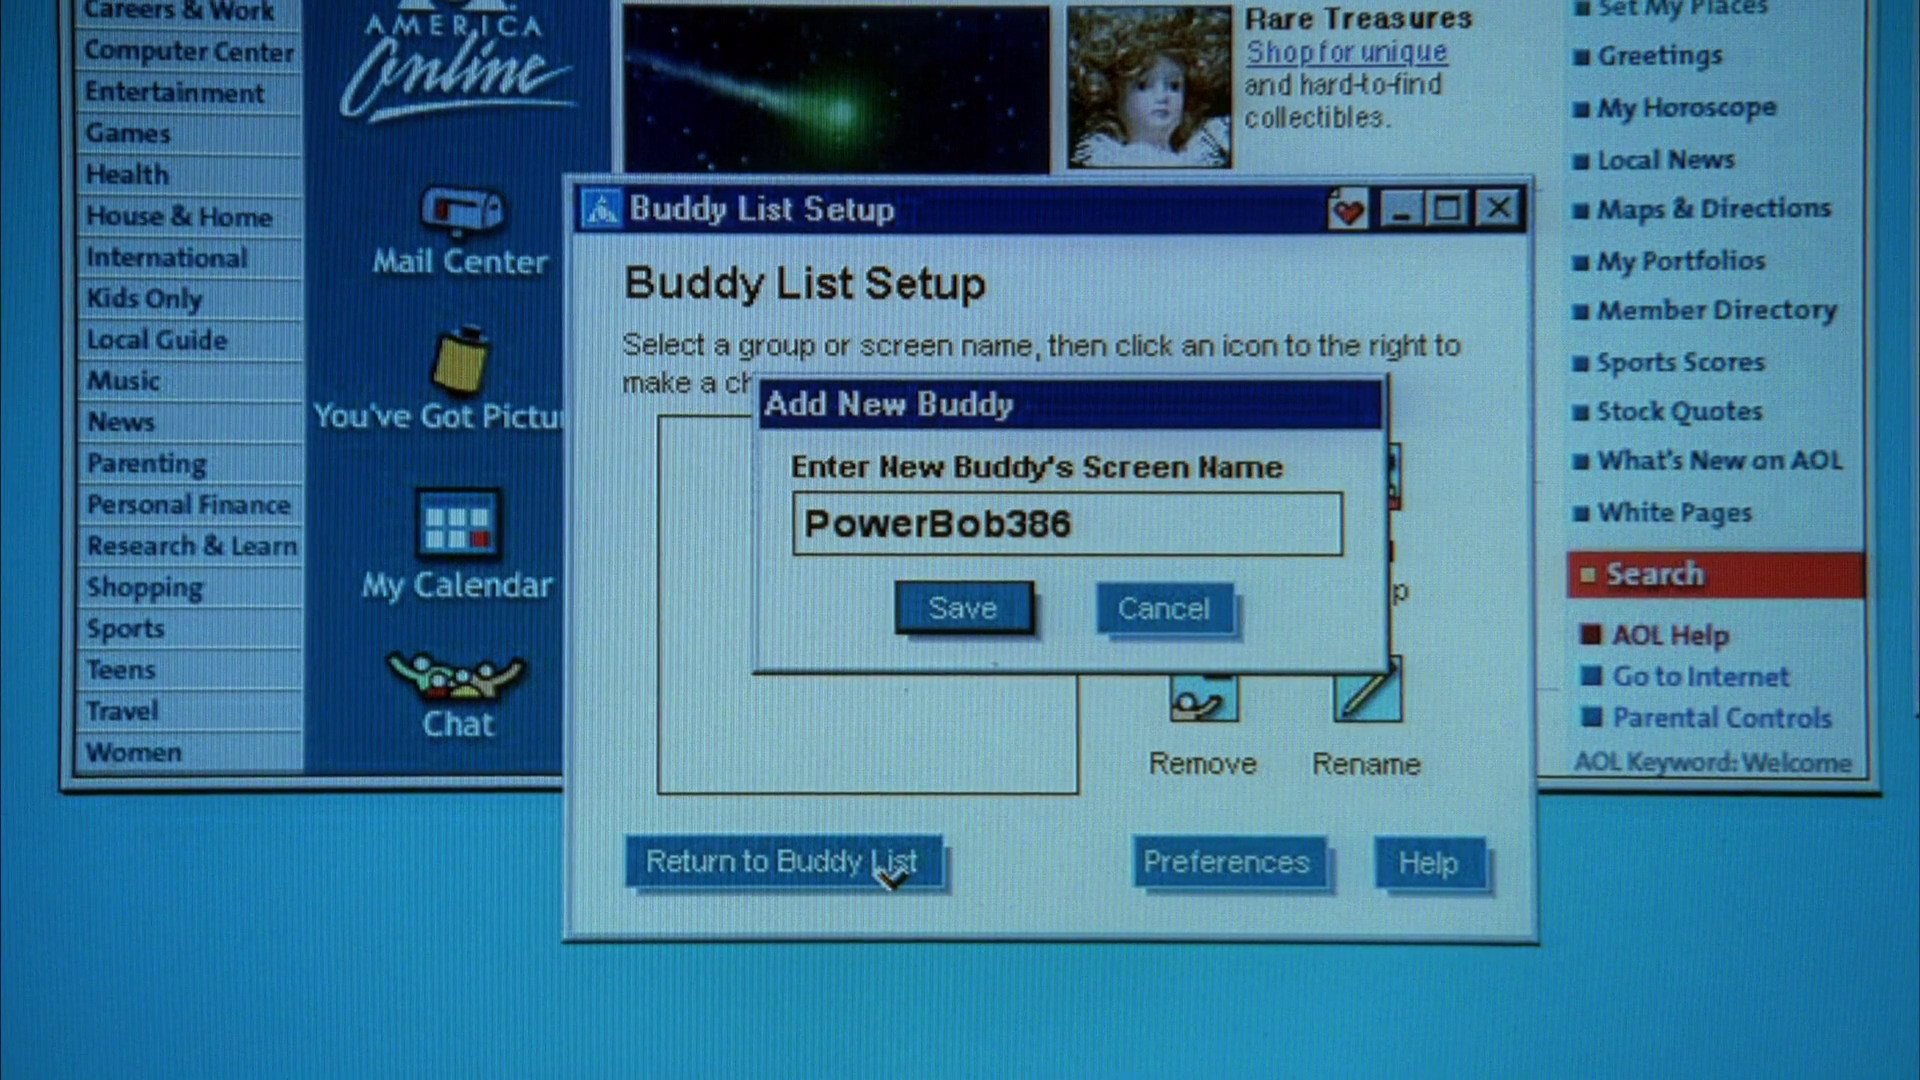 Careers & Work
Computer Center
Entertainment
Games
Health
House & Home
International
Kids Only
Local Guide
Music
News
Parenting
Personal Finance
Research & Learn
Shopping
Sports
Teens
Travel
Women
AMERICA
Online
Mail Center
You've Got Pictu
My Calendar
Chat
Rare Treasures
Shop for unique
and hard-to-find
collectibles.
Buddy List Setup
Buddy List Setup
Select a group or screen name, then click an icon to the right to
make a ch
Add New Buddy
Enter New Buddy's Screen Name
PowerBob386
Save
Cancel
p
Remove
Rename
Return to Buddy List
Preferences
Help
Set My Places
Greetings
My Horoscope
Local News
Maps & Directions
My Portfolios
Member Directory
Sports Scores
Stock Quotes
What's New on AOL
White Pages
Search
AOL Help
Go to Internet
Parental Controls
AOL Keyword: Welcome